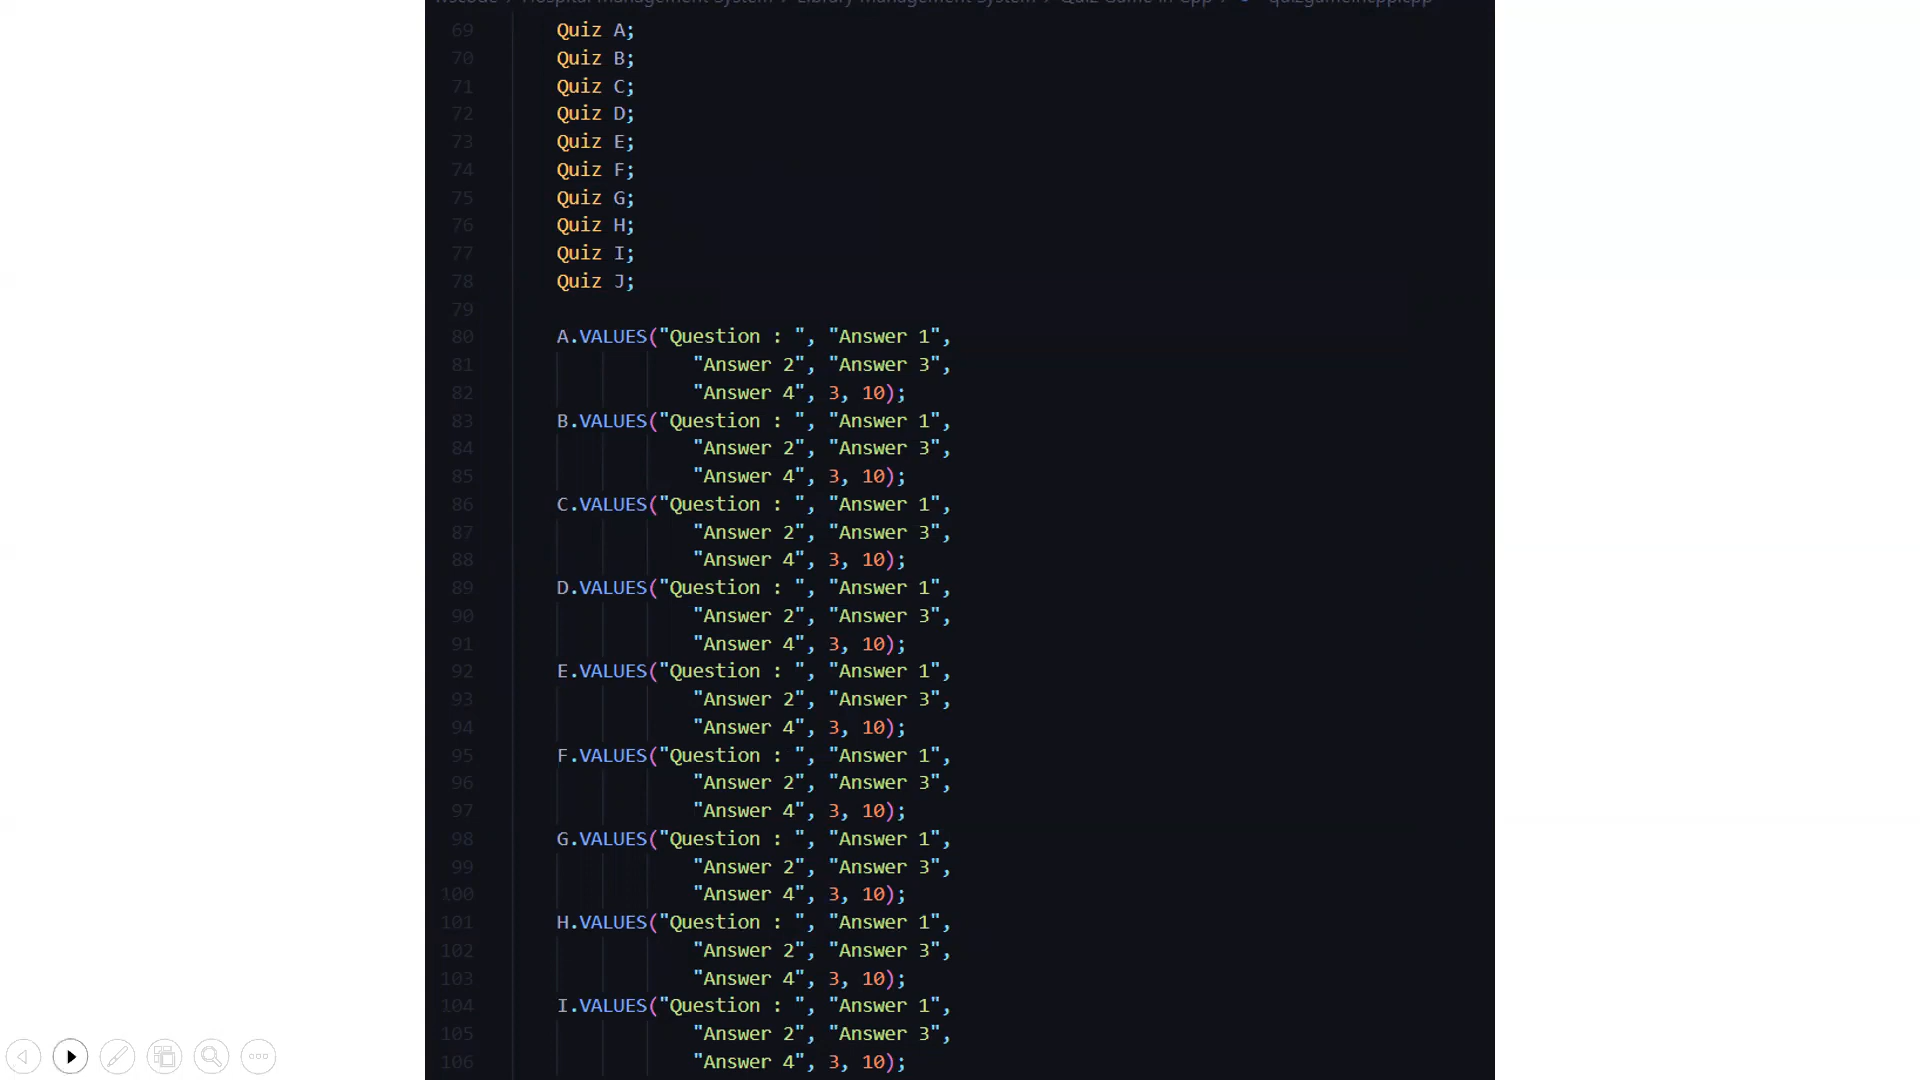 69 Quiz A;
70 Quiz B;
71 Quiz C;
72 Quiz D;
73 Quiz E;
74 Quiz F;
75 Quiz G;
76 Quiz H;
77 Quiz I;
78 Quiz J;
79
80 A.VALUES("Question : ", "Answer 1",
81 "Answer 2", "Answer 3",
82 "Answer 4", 3, 10);
83 B.VALUES("Question : ", "Answer 1",
84 "Answer 2", "Answer 3",
85 "Answer 4", 3, 10);
86 C.VALUES("Question : ", "Answer 1",
87 "Answer 2", "Answer 3",
88 "Answer 4", 3, 10);
89 D.VALUES("Question : ", "Answer 1",
90 "Answer 2", "Answer 3",
91 "Answer 4", 3, 10);
92 E.VALUES("Question : ", "Answer 1",
93 "Answer 2", "Answer 3",
94 "Answer 4", 3, 10);
95 F.VALUES("Question : ", "Answer 1",
96 "Answer 2", "Answer 3",
97 "Answer 4", 3, 10);
98 G.VALUES("Question : ", "Answer 1",
99 "Answer 2", "Answer 3",
100 "Answer 4", 3, 10);
101 H.VALUES("Question : ", "Answer 1",
102 "Answer 2", "Answer 3",
103 "Answer 4", 3, 10);
104 I.VALUES("Question : ", "Answer 1",
105 "Answer 2", "Answer 3",
106 "Answer 4", 3, 10);